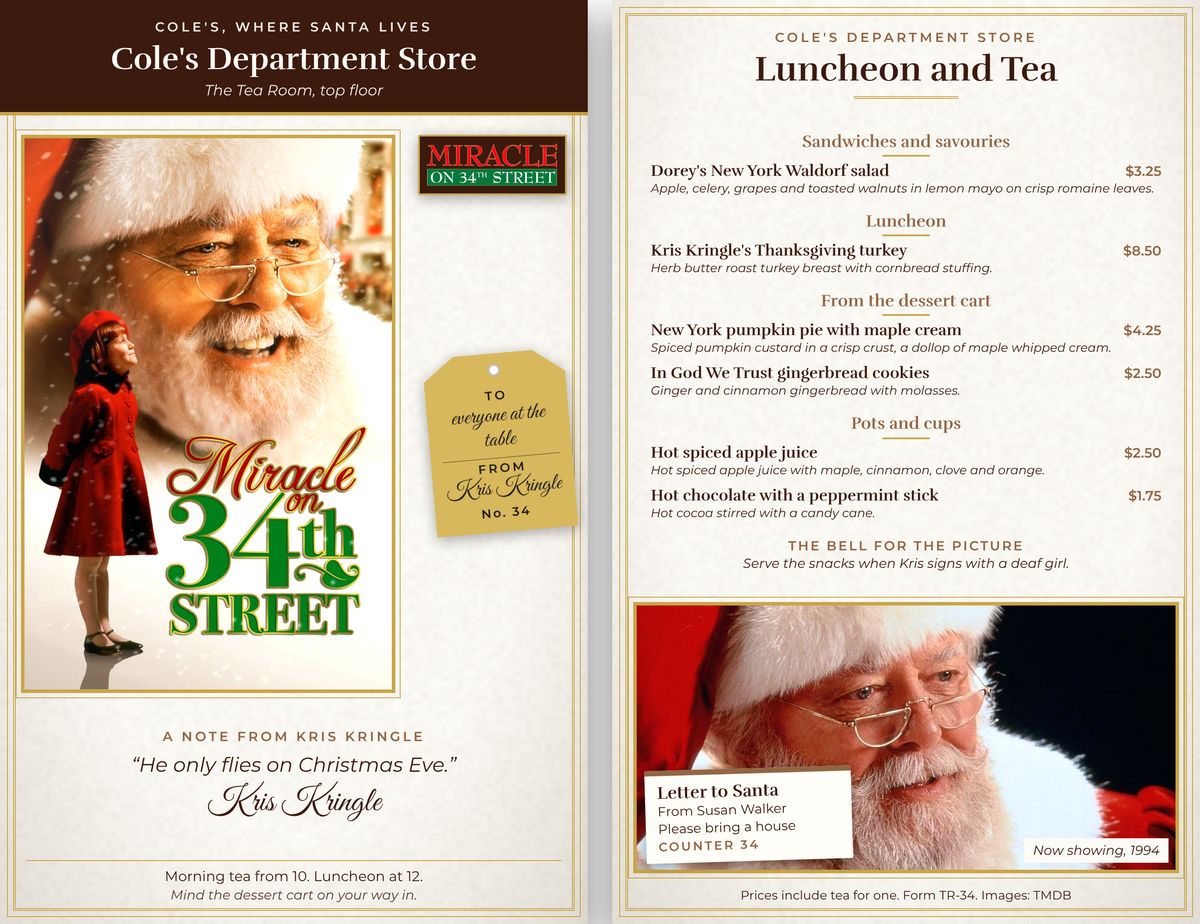 COLE'S, WHERE SANTA LIVES
Cole's Department Store
The Tea Room, top floor
MIRACLE
ON 34TH STREET
Miracle
on
34th
STREET
TO
everyone at the
table
FROM
Kris Kringle
No. 34
A NOTE FROM KRIS KRINGLE
“He only flies on Christmas Eve.”
Kris Kringle
Morning tea from 10. Luncheon at 12.
Mind the dessert cart on your way in.
COLE'S DEPARTMENT STORE
Luncheon and Tea
Sandwiches and savouries
Dorey's New York Waldorf salad $3.25
Apple, celery, grapes and toasted walnuts in lemon mayo on crisp romaine leaves.
Luncheon
Kris Kringle's Thanksgiving turkey $8.50
Herb butter roast turkey breast with cornbread stuffing.
From the dessert cart
New York pumpkin pie with maple cream $4.25
Spiced pumpkin custard in a crisp crust, a dollop of maple whipped cream.
In God We Trust gingerbread cookies $2.50
Ginger and cinnamon gingerbread with molasses.
Pots and cups
Hot spiced apple juice $2.50
Hot spiced apple juice with maple, cinnamon, clove and orange.
Hot chocolate with a peppermint stick $1.75
Hot cocoa stirred with a candy cane.
THE BELL FOR THE PICTURE
Serve the snacks when Kris signs with a deaf girl.
Letter to Santa
From Susan Walker
Please bring a house
COUNTER 34
Now showing, 1994
Prices include tea for one. Form TR-34. Images: TMDB